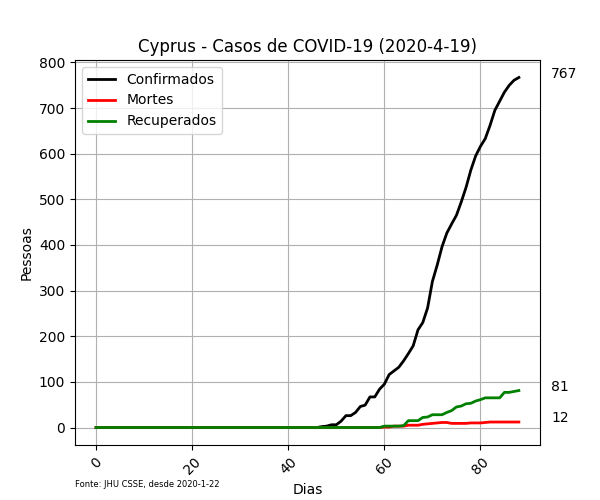 Cyprus - Casos de COVID-19 (2020-4-19)
Confirmados
Mortes
Recuperados
800
700
600
500
400
300
200
100
0
Pessoas
767
81
12
0
20
40
60
80
Dias
Fonte: JHU CSSE, desde 2020-1-22